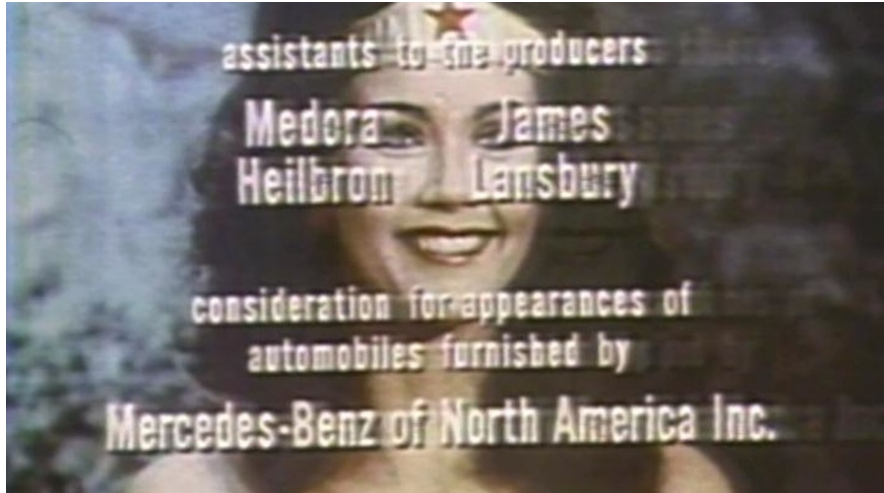 assistants to the producers
Medora James
Heilbron Lansbury
consideration for appearances of
automobiles furnished by
Mercedes-Benz of North America Inc.